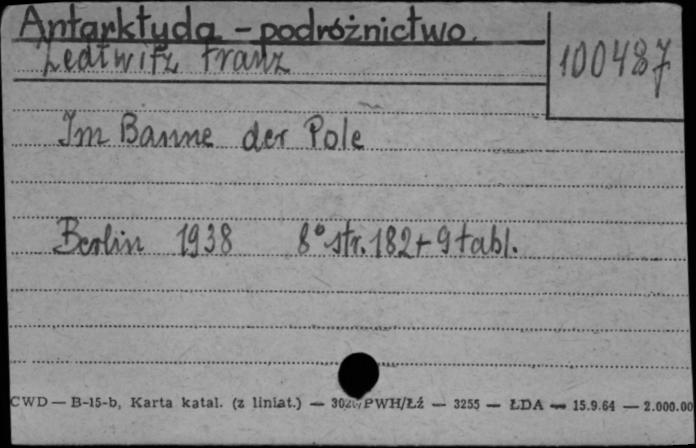 Antarktyda - podróżnictwo.
Franz
100487
Im Banne der Pole
Berlin 1938 8° str. 182 + 9 tabl.
CWD — B-15-b, Karta katal. (z liniat.) — PWH/Łź — 3255 — ŁDA — 15.9.64 — 2.000.00